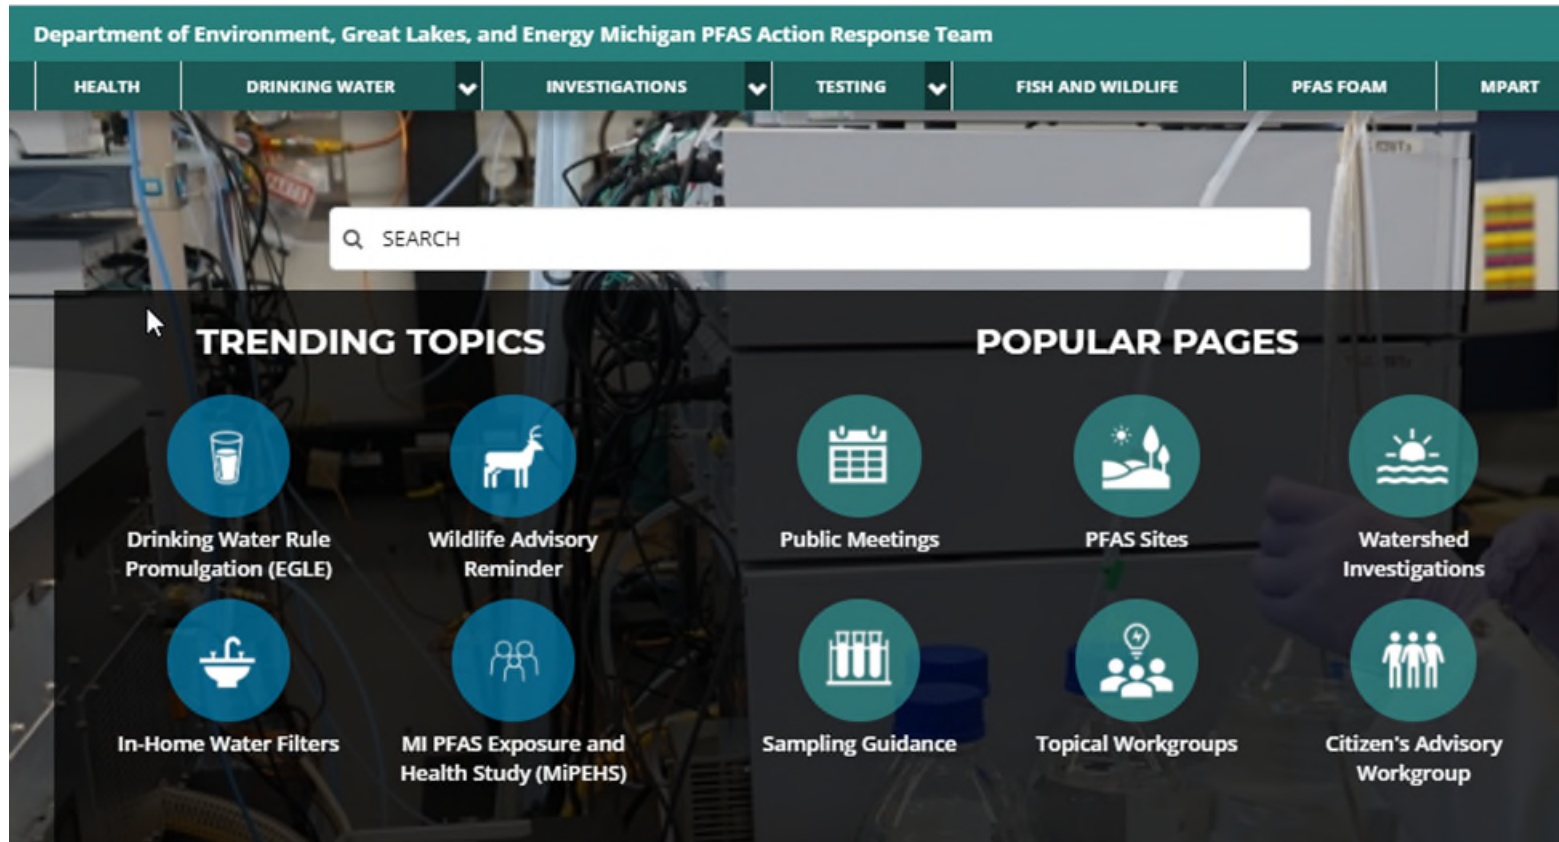 Department of Environment, Great Lakes, and Energy Michigan PFAS Action Response Team
HEALTH
DRINKING WATER
INVESTIGATIONS
TESTING
FISH AND WILDLIFE
PFAS FOAM
MPART
SEARCH
TRENDING TOPICS
Drinking Water Rule
Promulgation (EGLE)
Wildlife Advisory
Reminder
In-Home Water Filters
MI PFAS Exposure and
Health Study (MiPEHS)
POPULAR PAGES
Public Meetings
PFAS Sites
Watershed
Investigations
Sampling Guidance
Topical Workgroups
Citizen's Advisory
Workgroup